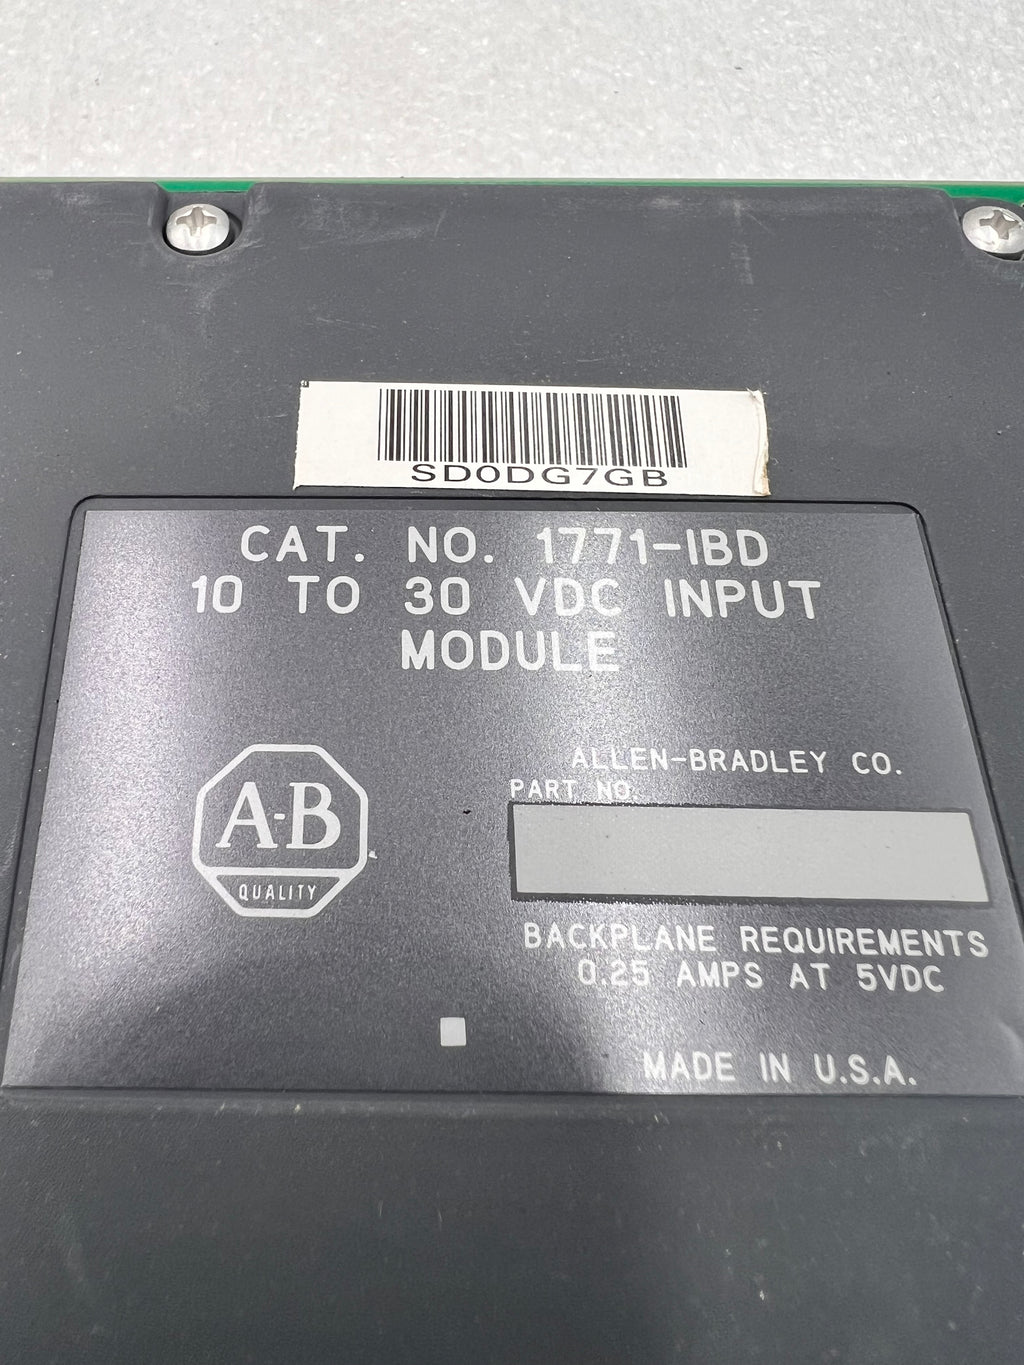 SD0DG7GB
CAT. NO. 1771-IBD
10 TO 30 VDC INPUT
MODULE
A-B
QUALITY
ALLEN-BRADLEY CO.
PART NO.
BACKPLANE REQUIREMENTS
0.25 AMPS AT 5VDC
MADE IN U.S.A.